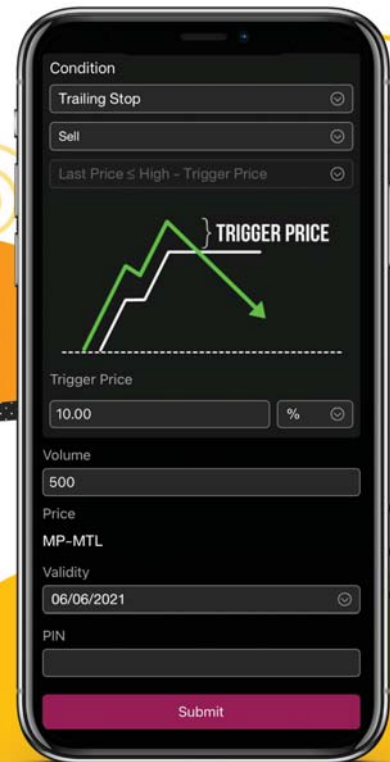 Condition
Trailing Stop
Sell
Last Price ≤ High - Trigger Price
TRIGGER PRICE
Trigger Price
10.00 %
Volume
500
Price
MP-MTL
Validity
06/06/2021
PIN
Submit